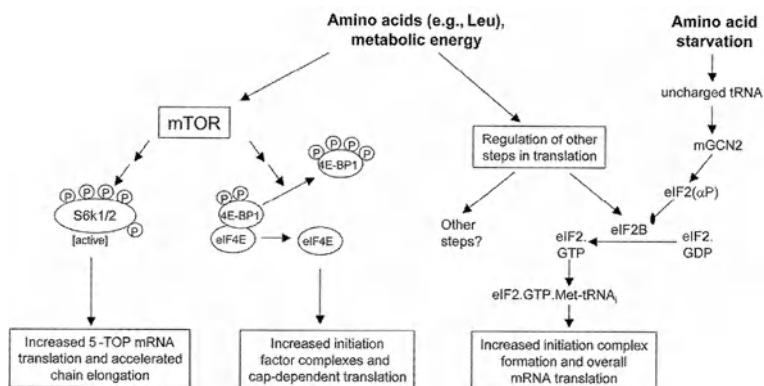 Amino acids (e.g., Leu),
metabolic energy
Amino acid
starvation
uncharged tRNA
mGCN2
eIF2(αP)
mTOR
Regulation of other
steps in translation
P P P P
4E-BP1
P P P P
P
S6k1/2
[active]
P P
4E-BP1
eIF4E
eIF4E
Other
steps?
eIF2B
eIF2.
GTP
eIF2.
GDP
eIF2.GTP.Met-tRNAi
Increased 5-TOP mRNA
translation and accelerated
chain elongation
Increased initiation
factor complexes and
cap-dependent translation
Increased initiation complex
formation and overall
mRNA translation